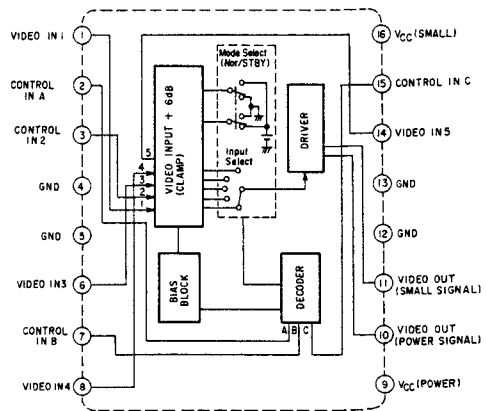 VIDEO IN 1
1
CONTROL
IN A
2
CONTROL
IN 2
3
GND
4
GND
5
VIDEO IN3
6
CONTROL
IN B
7
VIDEO IN4
8
VIDEO INPUT + 6dB
(CLAMP)
5
4
3
2
1
Mode Select
(Nor/STBY)
Input
Select
DRIVER
BIAS
BLOCK
DECODER
A B C
16
VCC (SMALL)
15
CONTROL IN C
14
VIDEO IN 5
13
GND
12
GND
11
VIDEO OUT
(SMALL SIGNAL)
10
VIDEO OUT
(POWER SIGNAL)
9
VCC (POWER)